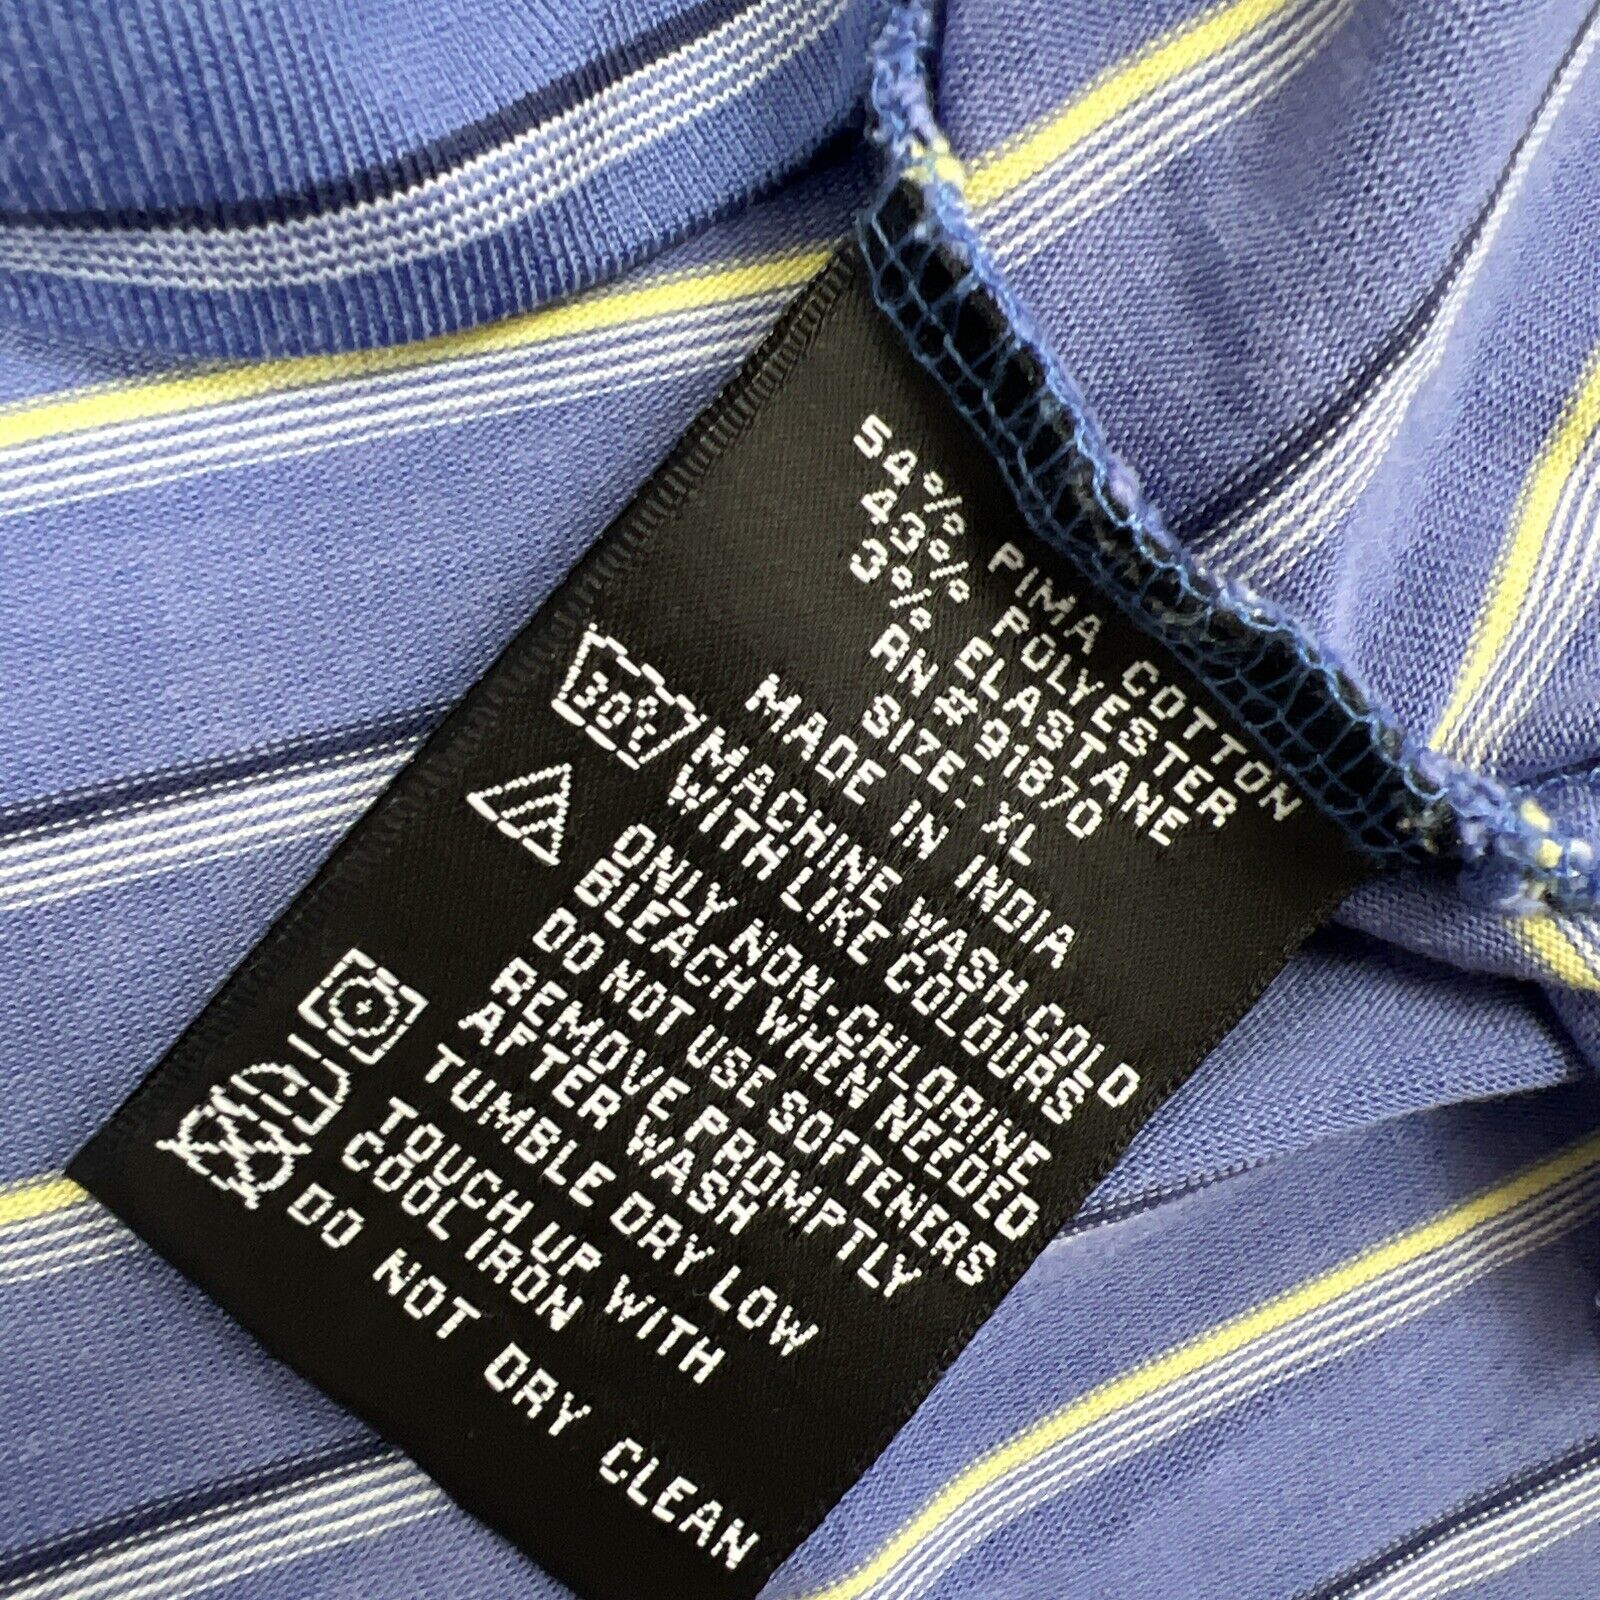 54% PIMA COTTON
43% POLYESTER
3% ELASTANE
RN #91870
SIZE: XL
MADE IN INDIA
30°C MACHINE WASH COLD
WITH LIKE COLOURS
ONLY NON-CHLORINE
BLEACH WHEN NEEDED
DO NOT USE SOFTENERS
REMOVE PROMPTLY
AFTER WASH
TUMBLE DRY LOW
TOUCH UP WITH
COOL IRON
DO NOT DRY CLEAN